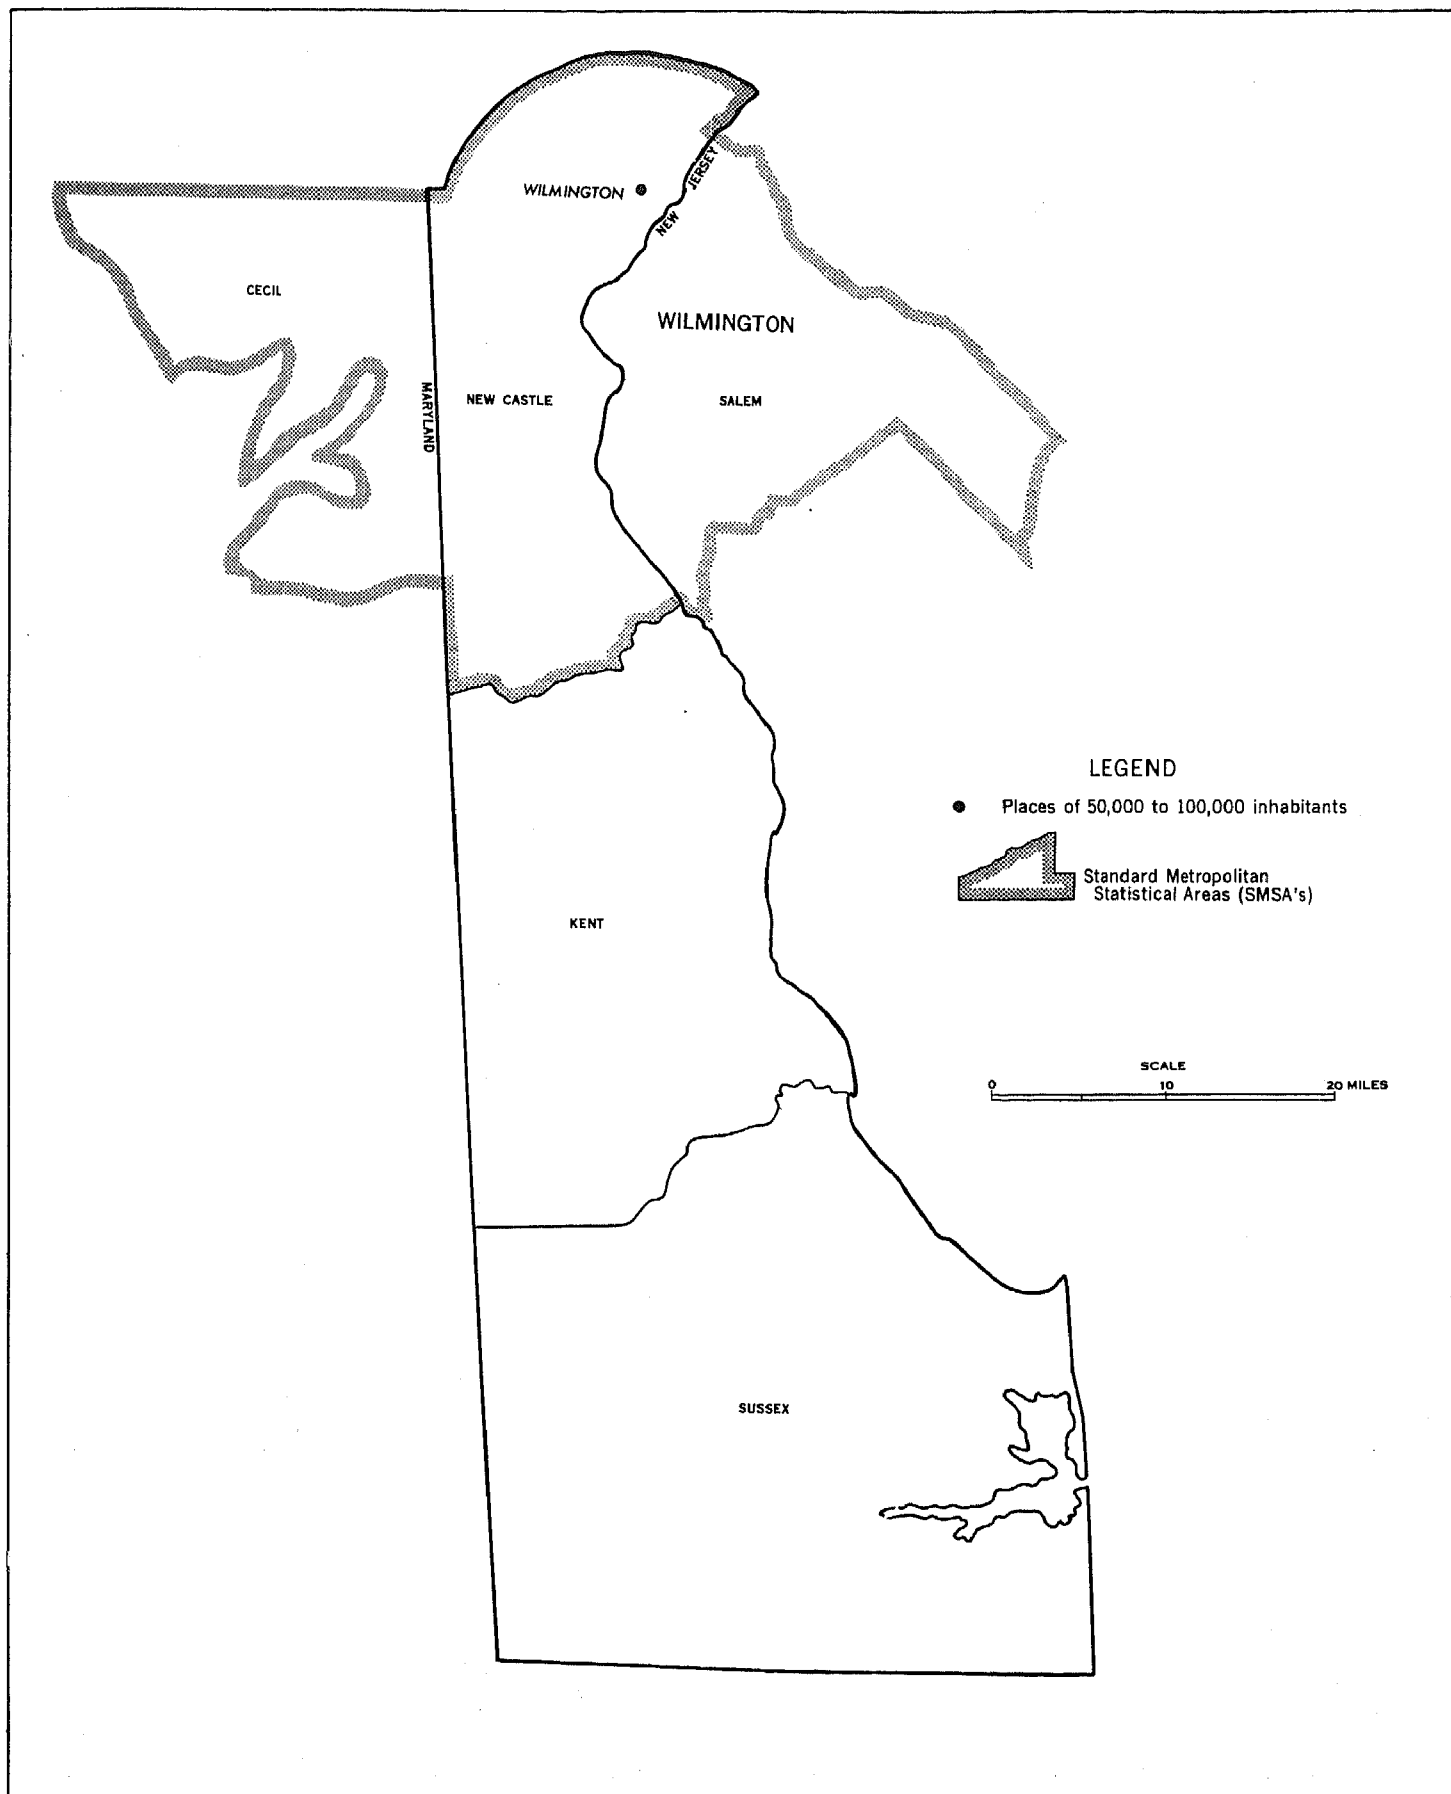 WILMINGTON
NEW JERSEY
CECIL
WILMINGTON
MARYLAND
NEW CASTLE
SALEM
LEGEND
Places of 50,000 to 100,000 inhabitants
Standard Metropolitan
Statistical Areas (SMSA's)
KENT
SCALE
0 10 20 MILES
SUSSEX